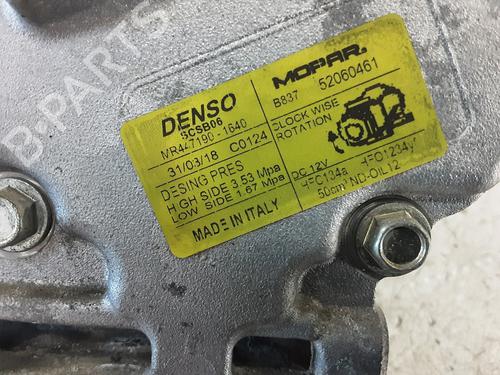 B-PARTS
DENSO
SCSB06
MR447190-1640
31/03/18 C0124
DESING PRES
HIGH SIDE 3.53 Mpa
LOW SIDE 1.67 Mpa
MADE IN ITALY
MOPAR.
B837 52060461
CLOCK WISE
ROTATION
DC 12V
HFC134a HFO1234yf
50cm³ ND-OIL12